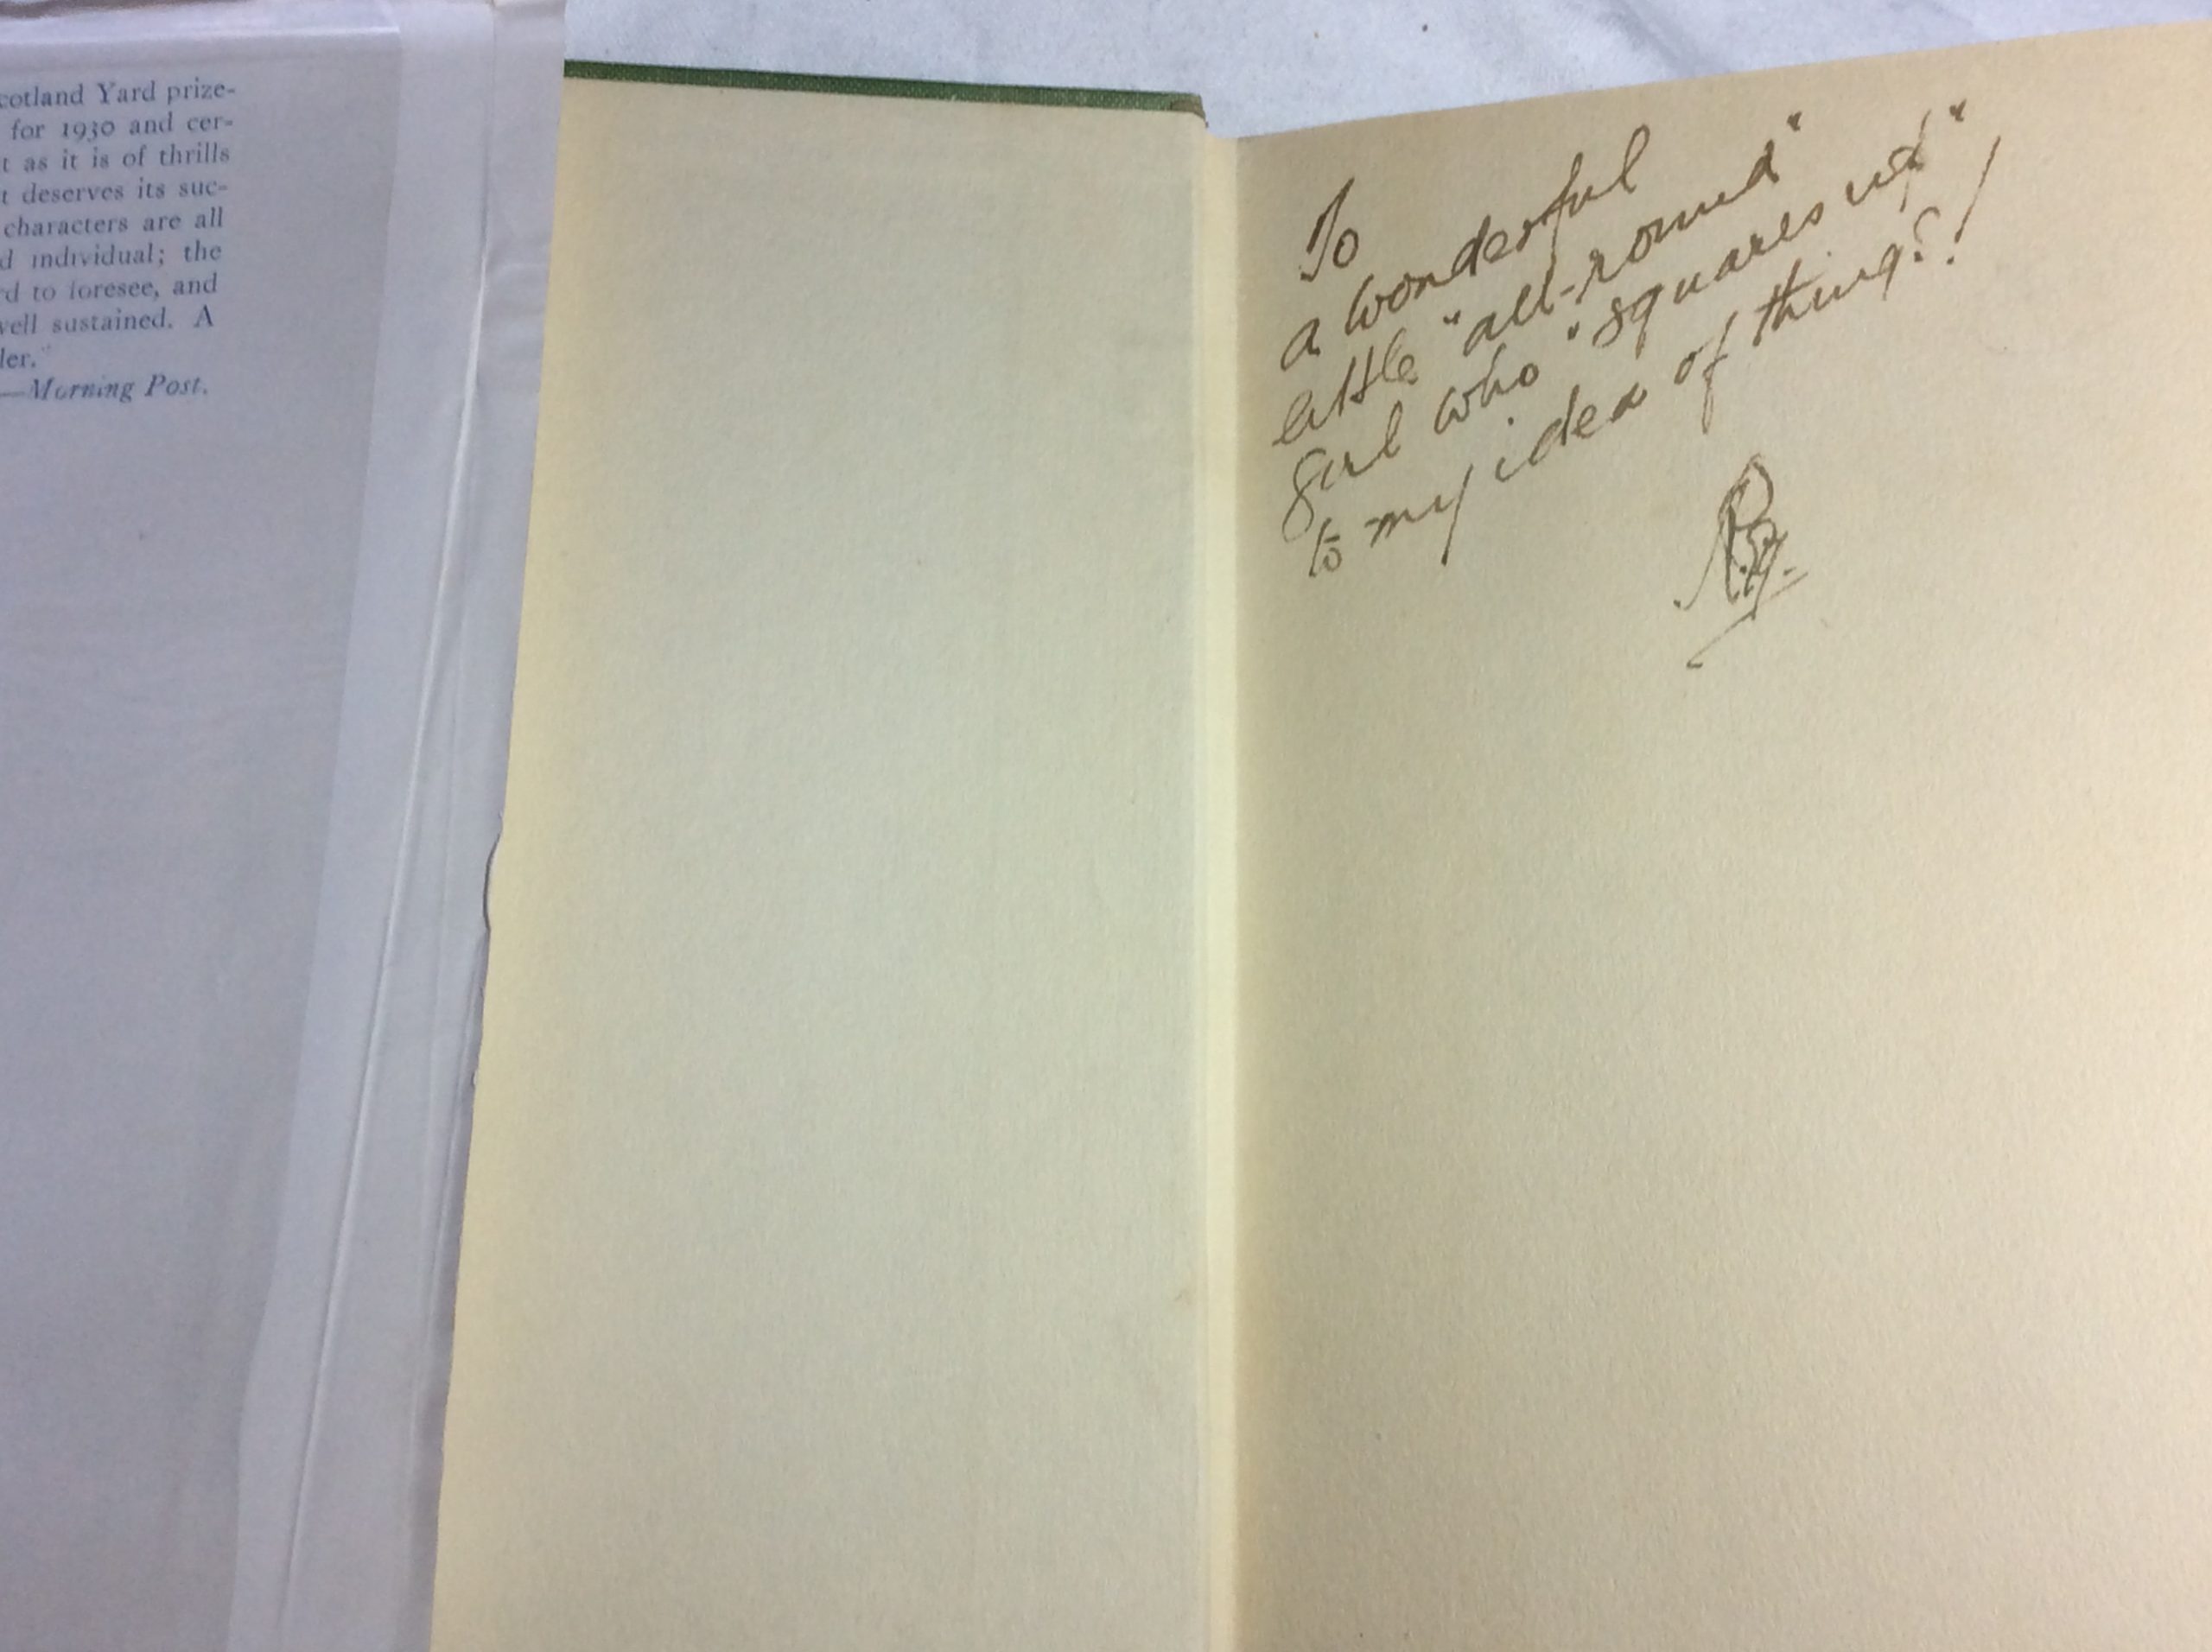 cotland Yard prize-
for 1930 and cer-
t as it is of thrills
t deserves its suc-
characters are all
d individual; the
rd to foresee, and
vell sustained. A
ler."
—Morning Post.
To
a wonderful
little "all-round"
girl who "squares up"
to my idea of thing?!